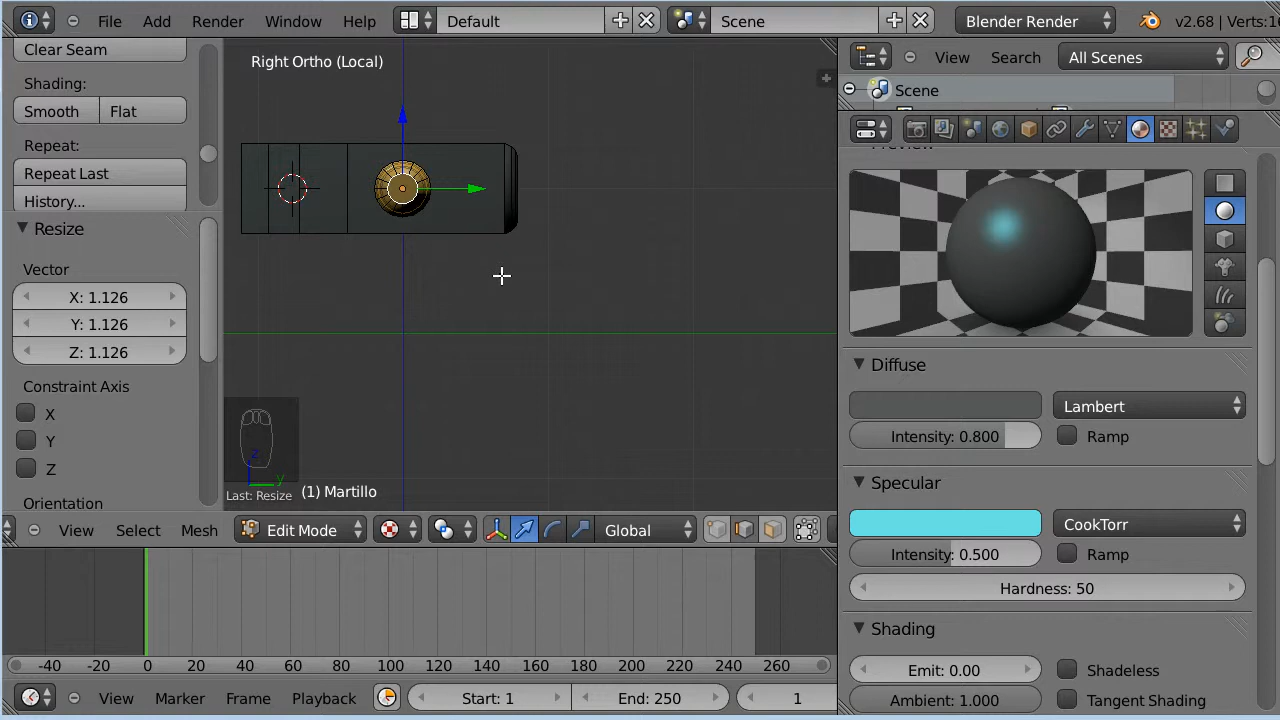 File Add Render Window Help Default Scene Blender Render v2.68 | Verts:1
Clear Seam
Shading:
Smooth Flat
Repeat:
Repeat Last
History...
Resize
Vector
X: 1.126
Y: 1.126
Z: 1.126
Constraint Axis
X
Y
Z
Orientation
Right Ortho (Local)
z
y
Last: Resize (1) Martillo
View Select Mesh Edit Mode Global
-40 -20 0 20 40 60 80 100 120 140 160 180 200 220 240 260
View Marker Frame Playback Start: 1 End: 250 1
View Search All Scenes
Scene
Diffuse
Lambert
Intensity: 0.800 Ramp
Specular
CookTorr
Intensity: 0.500 Ramp
Hardness: 50
Shading
Emit: 0.00 Shadeless
Ambient: 1.000 Tangent Shading